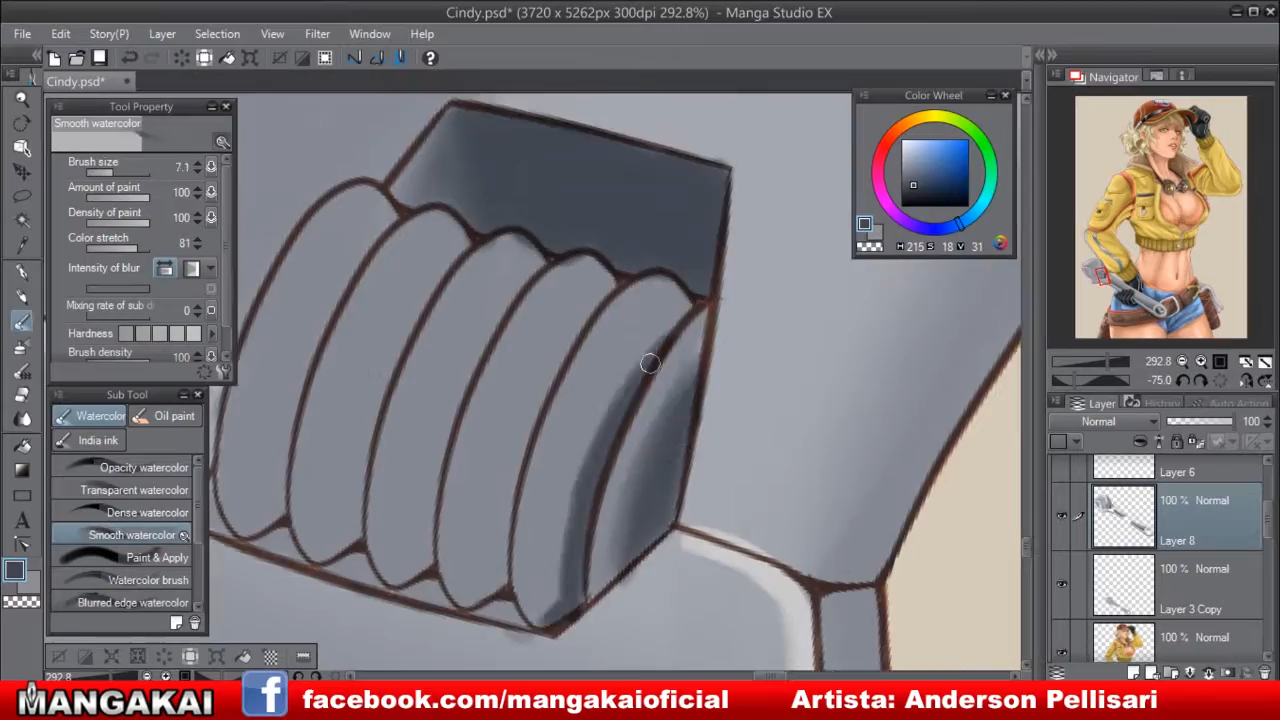 Cindy.psd* (3720 x 5262px 300dpi 292.8%) - Manga Studio EX
File Edit Story(P) Layer Selection View Filter Window Help
Cindy.psd*
Tool Property
Smooth watercolor
Brush size 7.1
Amount of paint 100
Density of paint 100
Color stretch 81
Intensity of blur
Mixing rate of sub d 0
Hardness
Brush density 100
Sub Tool
Watercolor Oil paint
India ink
Opacity watercolor
Transparent watercolor
Dense watercolor
Smooth watercolor
Paint & Apply
Watercolor brush
Blurred edge watercolor
Color Wheel
H 215 S 18 V 31
Navigator
292.8
-75.0
Layer History Auto Action
Normal 100
Layer 6
100 % Normal
Layer 8
100 % Normal
Layer 3 Copy
100 % Normal
292.8
MANGAKAI
facebook.com/mangakaioficial Artista: Anderson Pellisari